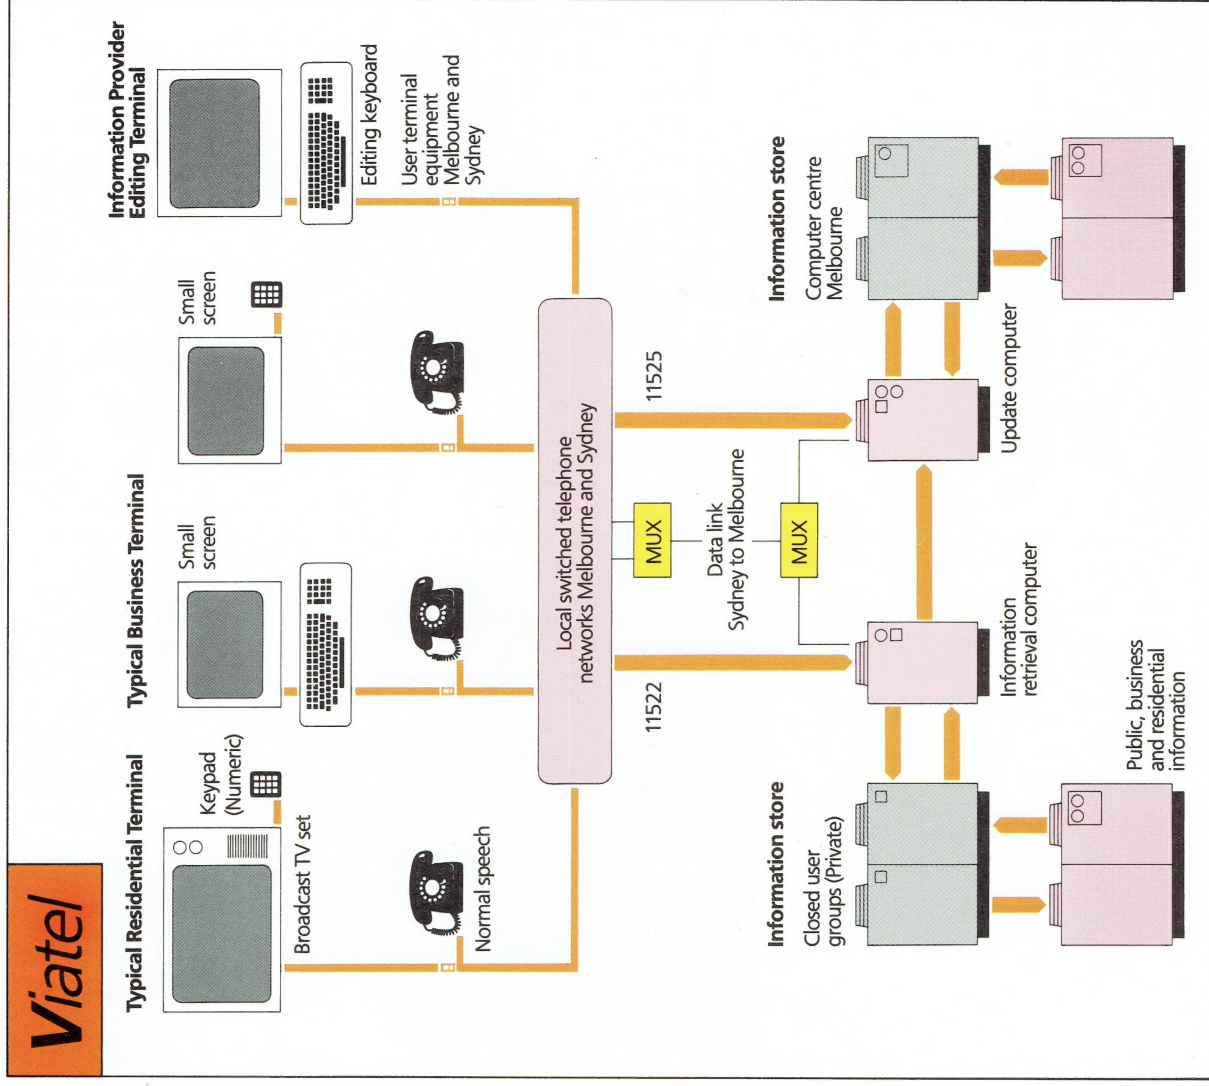 Viatel
Typical Residential Terminal
Keypad
(Numeric)
Broadcast TV set
Normal speech
Typical Business Terminal
Small
screen
Small
screen
Information Provider
Editing Terminal
Editing keyboard
User terminal
equipment
Melbourne and
Sydney
Local switched telephone
networks Melbourne and Sydney
11522
MUX
11525
Data link
Sydney to Melbourne
MUX
Information store
Closed user
groups (Private)
Information
retrieval computer
Public, business
and residential
information
Update computer
Information store
Computer centre
Melbourne